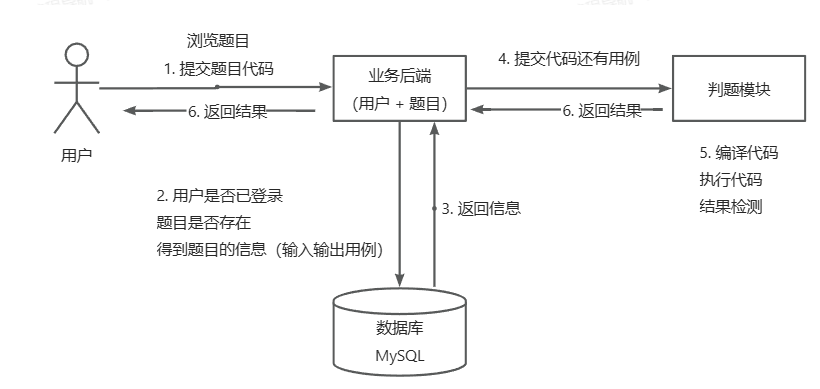 浏览题目
1. 提交题目代码
6. 返回结果
用户
业务后端
（用户 + 题目）
4. 提交代码还有用例
6. 返回结果
判题模块
5. 编译代码
执行代码
结果检测
2. 用户是否已登录
题目是否存在
得到题目的信息（输入输出用例）
3. 返回信息
数据库
MySQL